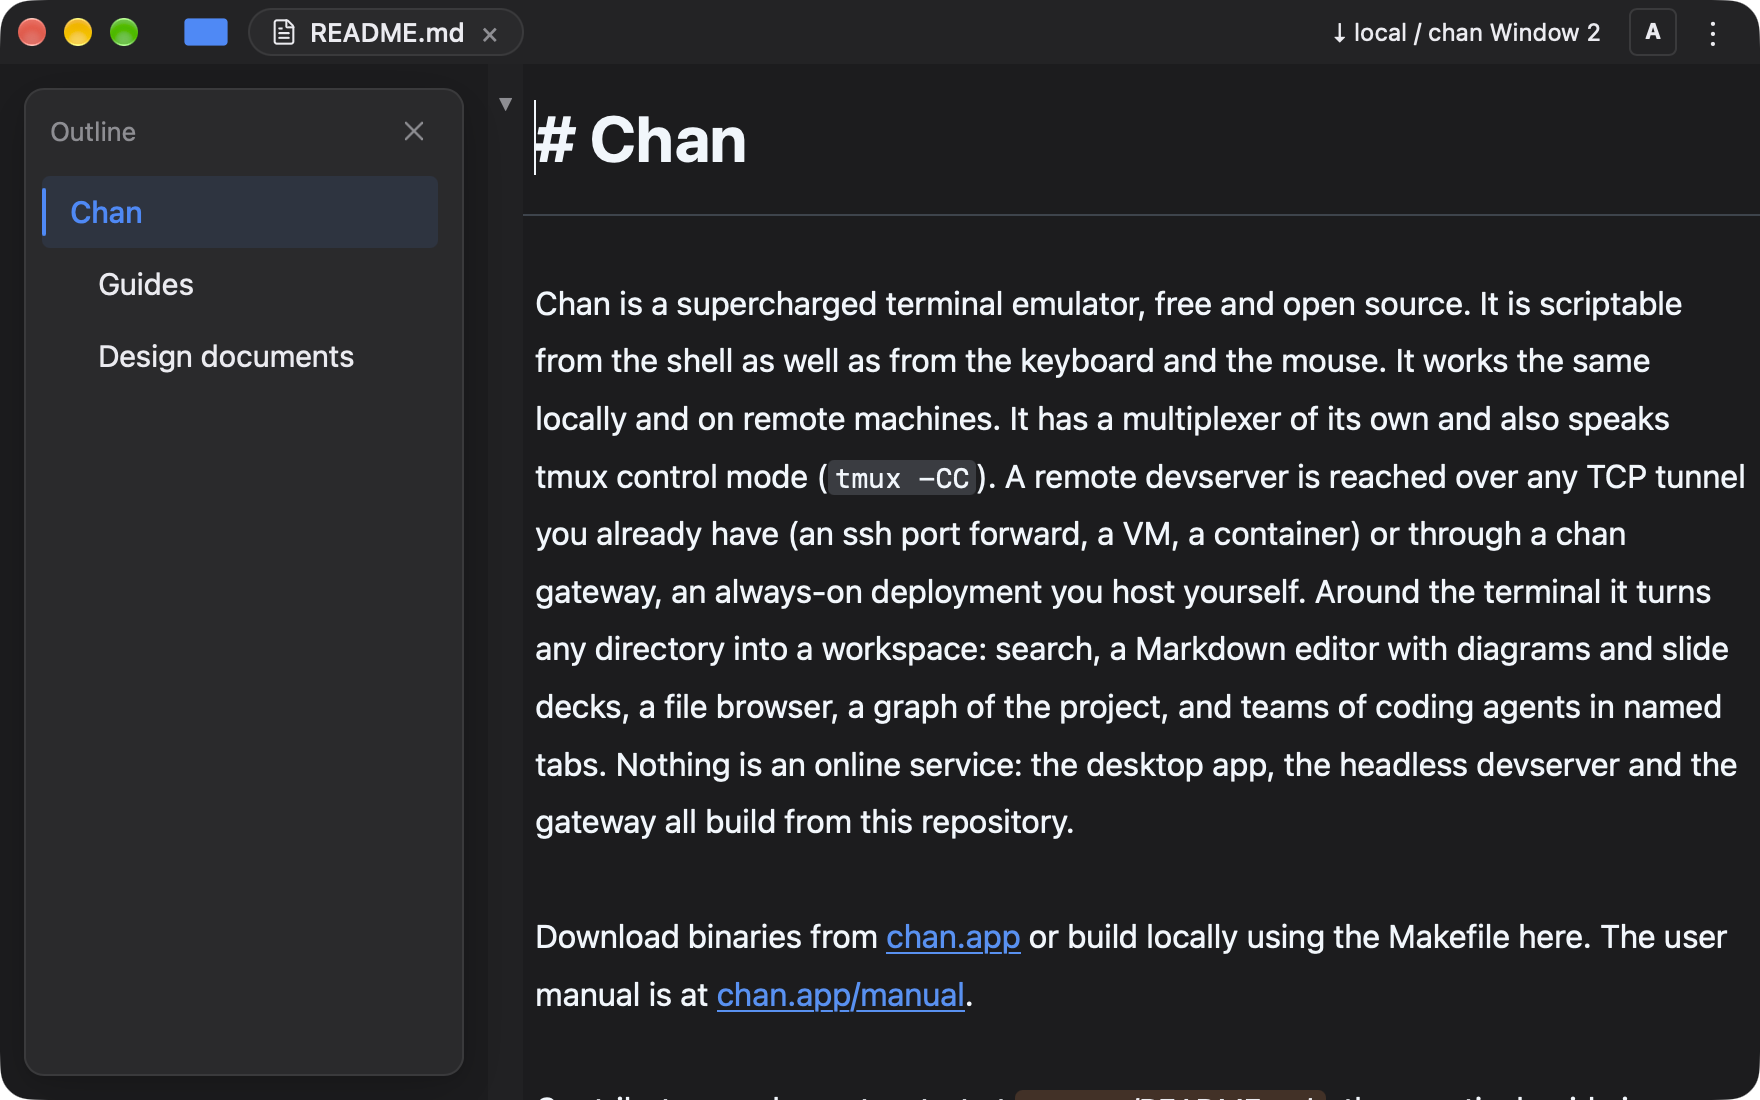 README.md
↓ local / chan Window 2
A
Outline
Chan
Guides
Design documents
# Chan
Chan is a supercharged terminal emulator, free and open source. It is scriptable
from the shell as well as from the keyboard and the mouse. It works the same
locally and on remote machines. It has a multiplexer of its own and also speaks
tmux control mode (tmux -CC). A remote devserver is reached over any TCP tunnel
you already have (an ssh port forward, a VM, a container) or through a chan
gateway, an always-on deployment you host yourself. Around the terminal it turns
any directory into a workspace: search, a Markdown editor with diagrams and slide
decks, a file browser, a graph of the project, and teams of coding agents in named
tabs. Nothing is an online service: the desktop app, the headless devserver and the
gateway all build from this repository.
Download binaries from chan.app or build locally using the Makefile here. The user
manual is at chan.app/manual.